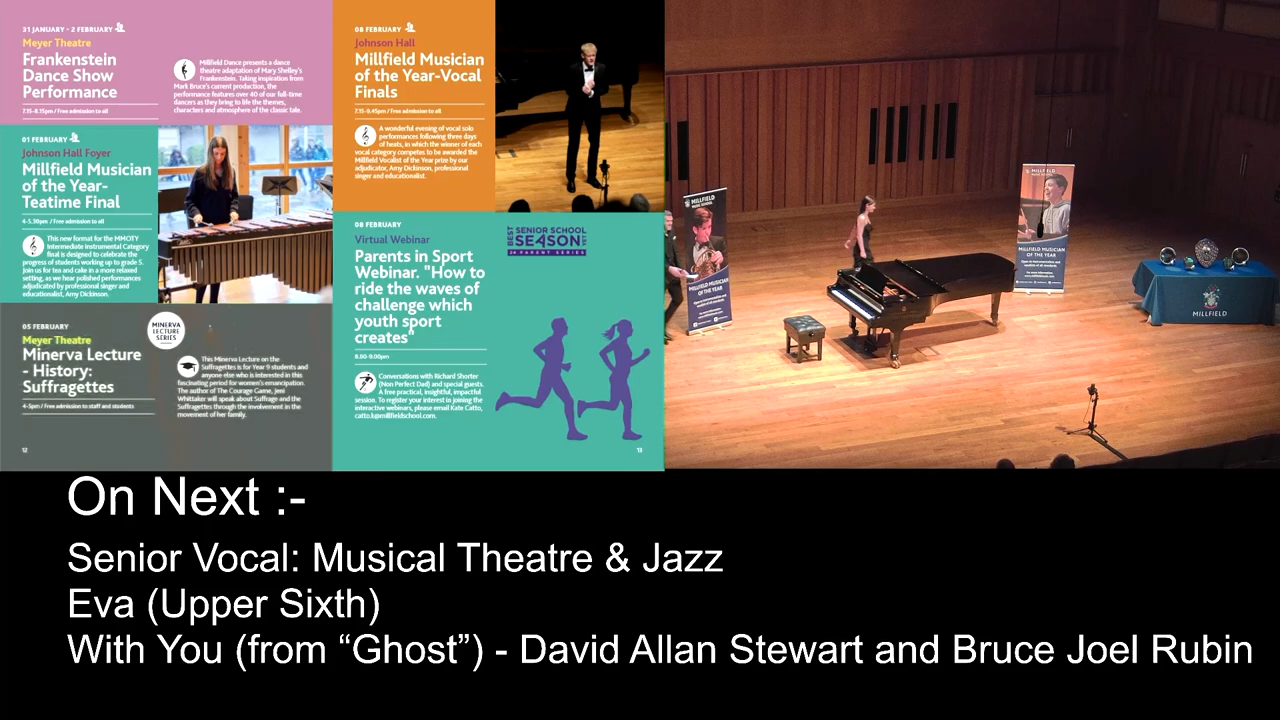 31 JANUARY - 2 FEBRUARY
Meyer Theatre
Frankenstein
Dance Show
Performance
7.15-8.15pm / Free admission to all
Millfield Dance presents a dance
theatre adaptation of Mary Shelley's
Frankenstein. Taking inspiration from
Mark Bruce's current production, the
performance features over 40 of our full-time
dancers as they bring to life the themes,
characters and atmosphere of the classic tale.
01 FEBRUARY
Johnson Hall Foyer
Millfield Musician
of the Year-
Teatime Final
4-5.30pm / Free admission to all
This new format for the MMOTY
Intermediate Instrumental Category
final is designed to celebrate the
progress of students working up to grade 5.
Join us for tea and cake in a more relaxed
setting, as we hear polished performances
adjudicated by professional singer and
educationalist, Amy Dickinson.
05 FEBRUARY
Meyer Theatre
Minerva Lecture
- History:
Suffragettes
4-5pm / Free admission to staff and students
MINERVA
LECTURE
SERIES
This Minerva Lecture on the
Suffragettes is for Year 9 students and
anyone else who is interested in this
fascinating period for women's emancipation.
The author of The Courage Game, Jeni
Whittaker will speak about Suffrage and the
Suffragettes through the involvement in the
movement of her family.
12
08 FEBRUARY
Johnson Hall
Millfield Musician
of the Year-Vocal
Finals
7.15-9.45pm / Free admission to all
A wonderful evening of vocal solo
performances following three days
of heats, in which the winner of each
vocal category competes to be awarded the
Millfield Vocalist of the Year prize by our
adjudicator, Amy Dickinson, professional
singer and educationalist.
08 FEBRUARY
Virtual Webinar
Parents in Sport
Webinar. "How to
ride the waves of
challenge which
youth sport
creates"
8.00-9.00pm
Conversations with Richard Shorter
(Non Perfect Dad) and special guests.
A free practical, insightful, impactful
session. To register your interest in joining the
interactive webinars, please email Kate Catto,
catto.k@millfieldschool.com.
BEST SENIOR SCHOOL YET
SE4SON
24 PARENT SERIES
13
MILLFIELD
MILLFIELD MUSICIAN
OF THE YEAR
MILLFIELD
MILLFIELD MUSICIAN
OF THE YEAR
MILLFIELD
On Next :-
Senior Vocal: Musical Theatre & Jazz
Eva (Upper Sixth)
With You (from “Ghost”) - David Allan Stewart and Bruce Joel Rubin